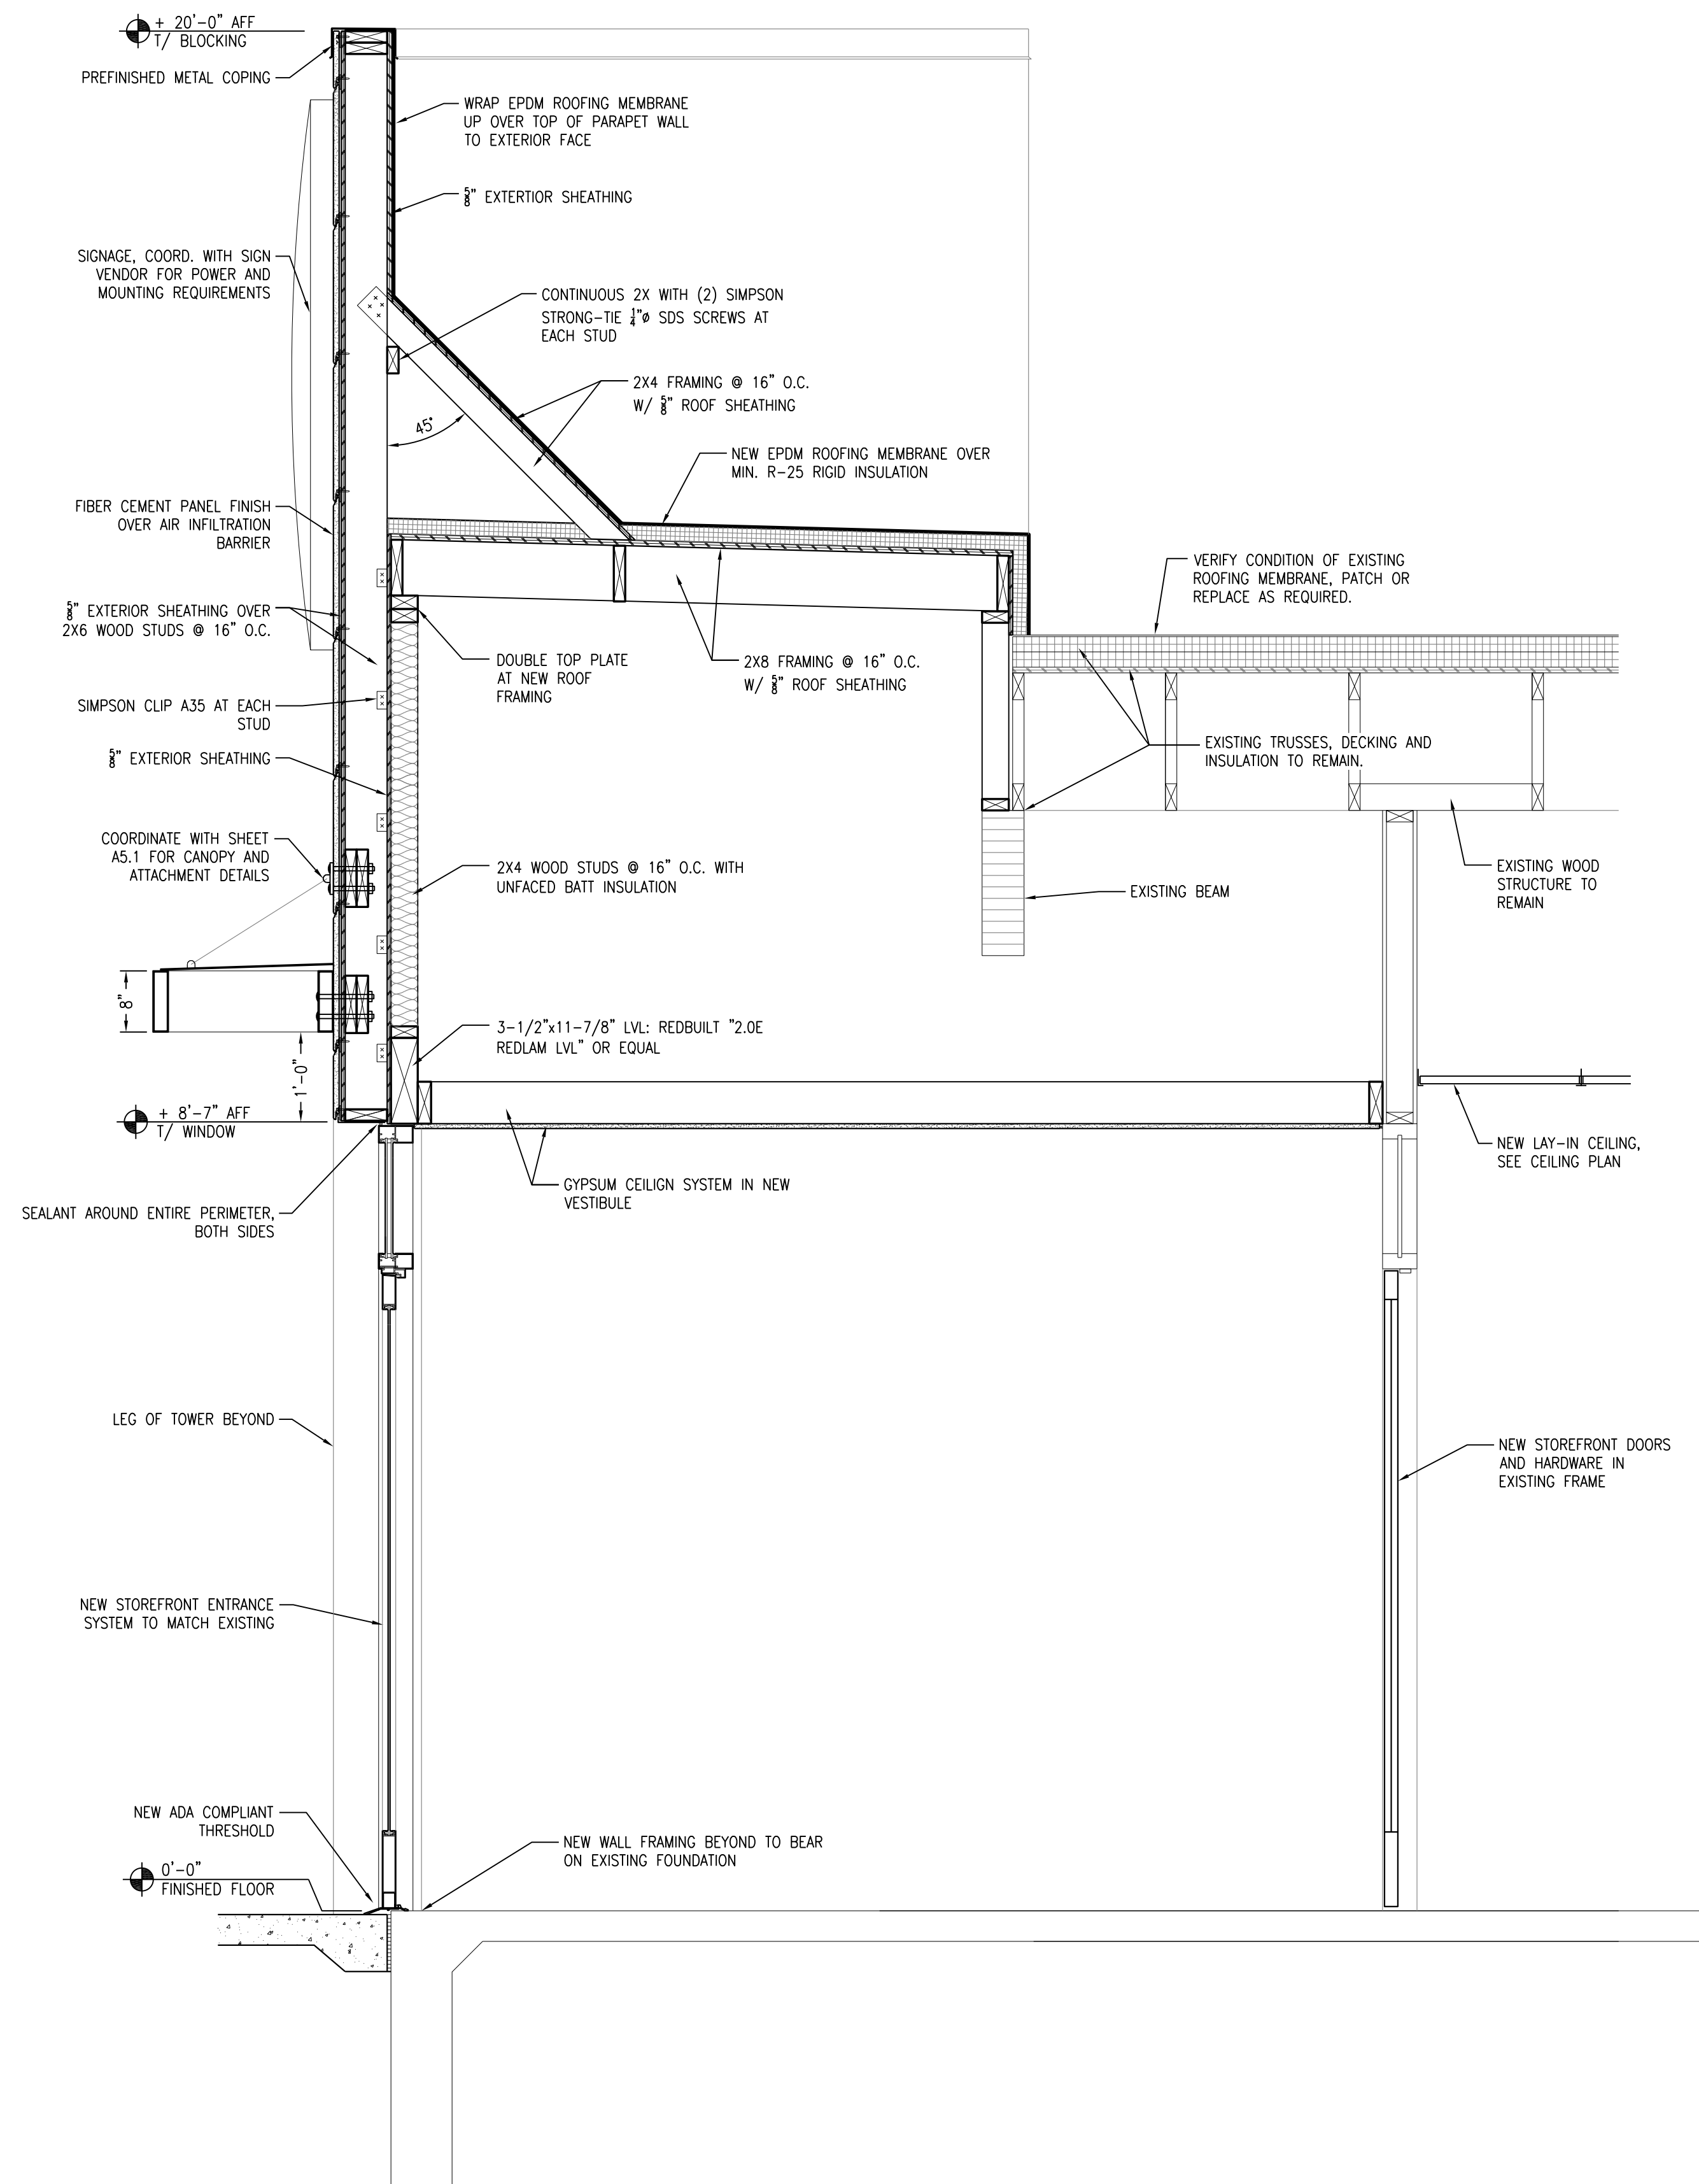 + 20'-0" AFF
T/ BLOCKING
PREFINISHED METAL COPING
WRAP EPDM ROOFING MEMBRANE
UP OVER TOP OF PARAPET WALL
TO EXTERIOR FACE
5/8" EXTERTIOR SHEATHING
SIGNAGE, COORD. WITH SIGN
VENDOR FOR POWER AND
MOUNTING REQUIREMENTS
CONTINUOUS 2X WITH (2) SIMPSON
STRONG-TIE 1/4"Ø SDS SCREWS AT
EACH STUD
2X4 FRAMING @ 16" O.C.
W/ 5/8" ROOF SHEATHING
45°
NEW EPDM ROOFING MEMBRANE OVER
MIN. R-25 RIGID INSULATION
FIBER CEMENT PANEL FINISH
OVER AIR INFILTRATION
BARRIER
VERIFY CONDITION OF EXISTING
ROOFING MEMBRANE, PATCH OR
REPLACE AS REQUIRED.
5/8" EXTERIOR SHEATHING OVER
2X6 WOOD STUDS @ 16" O.C.
DOUBLE TOP PLATE
AT NEW ROOF
FRAMING
2X8 FRAMING @ 16" O.C.
W/ 5/8" ROOF SHEATHING
SIMPSON CLIP A35 AT EACH
STUD
5/8" EXTERIOR SHEATHING
EXISTING TRUSSES, DECKING AND
INSULATION TO REMAIN.
COORDINATE WITH SHEET
A5.1 FOR CANOPY AND
ATTACHMENT DETAILS
2X4 WOOD STUDS @ 16" O.C. WITH
UNFACED BATT INSULATION
EXISTING BEAM
EXISTING WOOD
STRUCTURE TO
REMAIN
8"
3-1/2"x11-7/8" LVL: REDBUILT "2.0E
REDLAM LVL" OR EQUAL
1'-0"
+ 8'-7" AFF
T/ WINDOW
NEW LAY-IN CEILING,
SEE CEILING PLAN
GYPSUM CEILIGN SYSTEM IN NEW
VESTIBULE
SEALANT AROUND ENTIRE PERIMETER,
BOTH SIDES
LEG OF TOWER BEYOND
NEW STOREFRONT DOORS
AND HARDWARE IN
EXISTING FRAME
NEW STOREFRONT ENTRANCE
SYSTEM TO MATCH EXISTING
NEW ADA COMPLIANT
THRESHOLD
NEW WALL FRAMING BEYOND TO BEAR
ON EXISTING FOUNDATION
0'-0"
FINISHED FLOOR